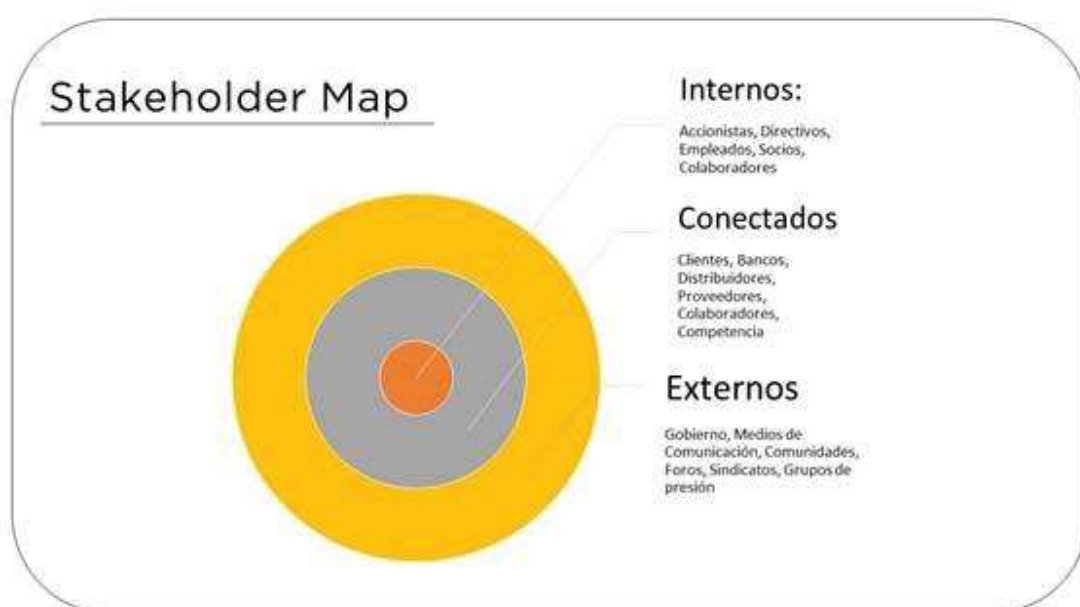 Stakeholder Map
Internos:
Accionistas, Directivos,
Empleados, Socios,
Colaboradores
Conectados
Clientes, Bancos,
Distribuidores,
Proveedores,
Colaboradores,
Competencia
Externos
Gobierno, Medios de
Comunicación, Comunidades,
Foros, Sindicatos, Grupos de
presión